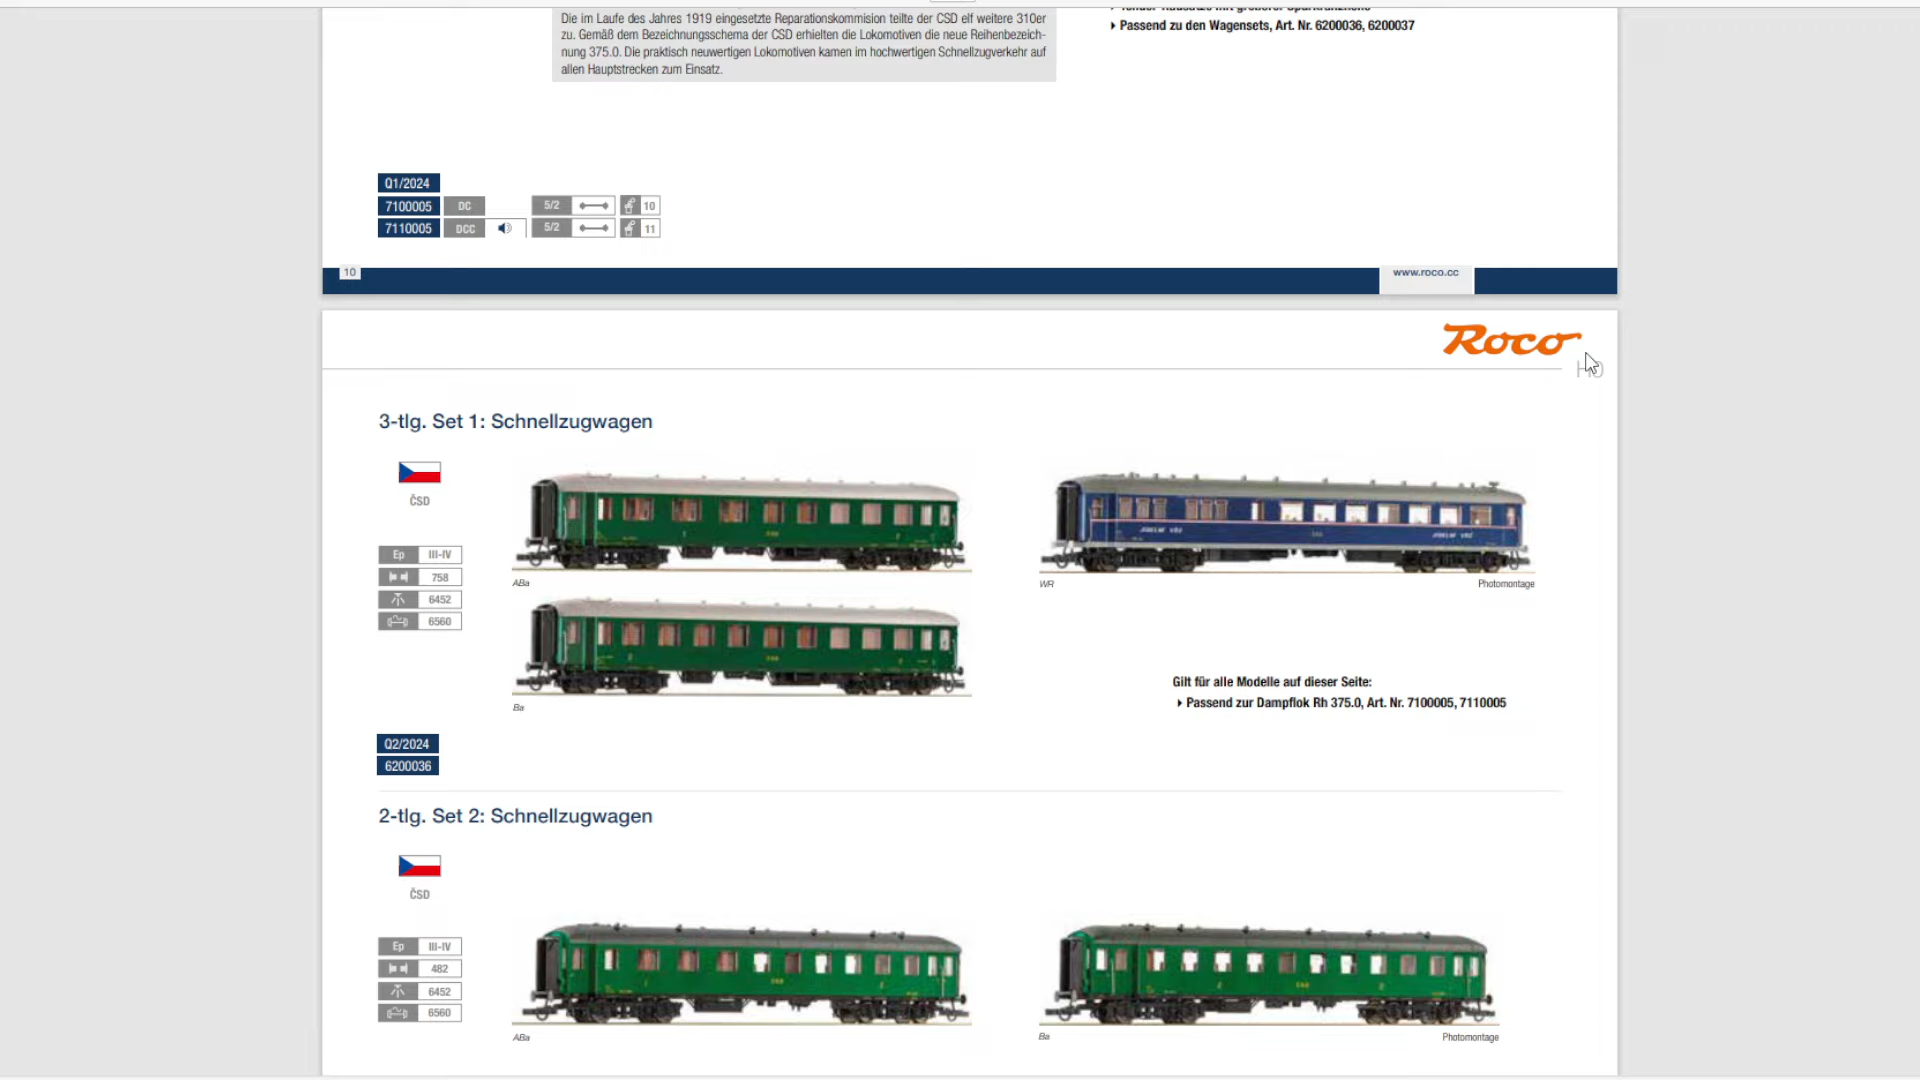 Die im Laufe des Jahres 1919 eingesetzte Reparationskommision teilte der CSD elf weitere 310er
zu. Gemäß dem Bezeichnungsschema der CSD erhielten die Lokomotiven die neue Reihenbezeich-
nung 375.0. Die praktisch neuwertigen Lokomotiven kamen im hochwertigen Schnellzugverkehr auf
allen Hauptstrecken zum Einsatz.
Passend zu den Wagensets, Art. Nr. 6200036, 6200037
Q1/2024
7100005 DC 5/2 10
7110005 DCC 5/2 11
10
www.roco.cc
Roco
H0
3-tlg. Set 1: Schnellzugwagen
ČSD
Ep III-IV
758
6452
6560
ABa
WR
Photomontage
Ba
Gilt für alle Modelle auf dieser Seite:
Passend zur Dampflok Rh 375.0, Art. Nr. 7100005, 7110005
Q2/2024
6200036
2-tlg. Set 2: Schnellzugwagen
ČSD
Ep III-IV
482
6452
6560
ABa
Ba
Photomontage